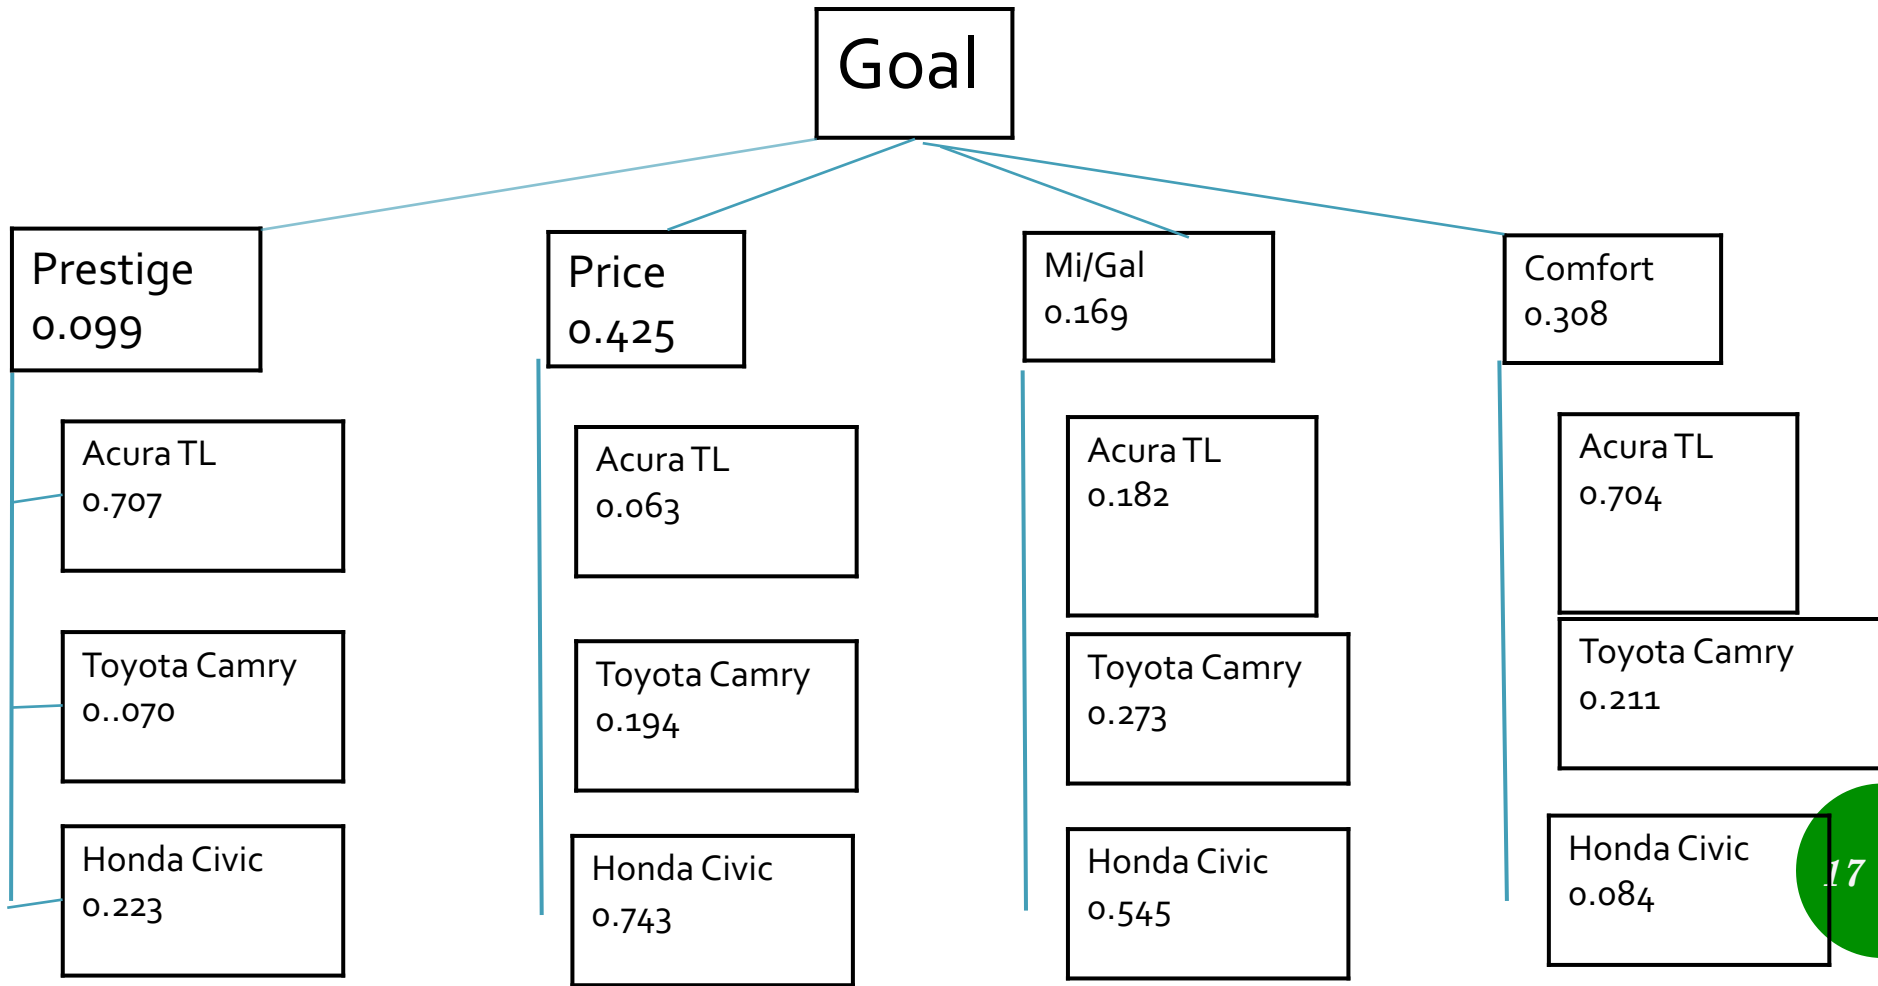 Goal
Prestige
0.099
Price
0.425
Mi/Gal
0.169
Comfort
0.308
Acura TL
0.707
Acura TL
0.063
Acura TL
0.182
Acura TL
0.704
Toyota Camry
0..070
Toyota Camry
0.194
Toyota Camry
0.273
Toyota Camry
0.211
Honda Civic
0.223
Honda Civic
0.743
Honda Civic
0.545
Honda Civic
0.084
17